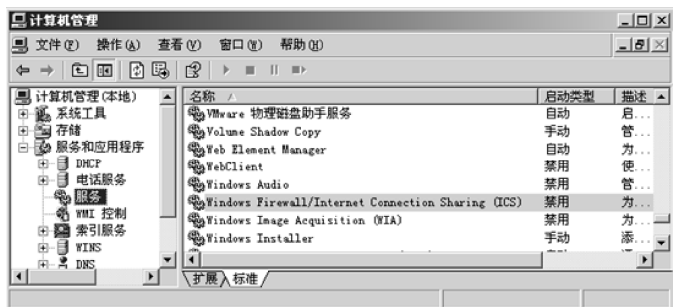 计算机管理
文件(F) 操作(A) 查看(V) 窗口(W) 帮助(H)
计算机管理(本地)
系统工具
存储
服务和应用程序
DHCP
电话服务
服务
WMI 控制
索引服务
WINS
DNS
名称 启动类型 描述
VMware 物理磁盘助手服务 自动 启...
Volume Shadow Copy 手动 管...
Web Element Manager 自动 为...
WebClient 禁用 使...
Windows Audio 禁用 管...
Windows Firewall/Internet Connection Sharing (ICS) 禁用 为...
Windows Image Acquisition (WIA) 禁用 为...
Windows Installer 手动 添...
扩展 标准